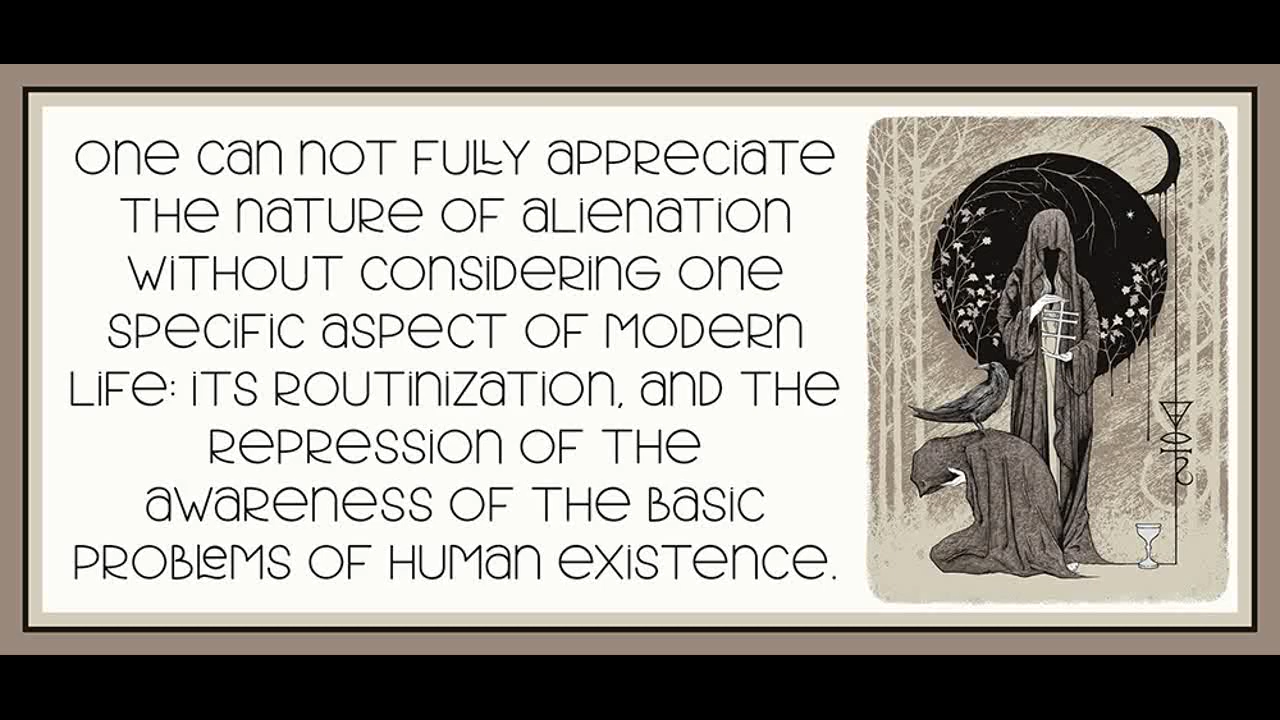 One can not fully appreciate
the nature of alienation
without considering one
specific aspect of modern
life: its routinization, and the
repression of the
awareness of the basic
problems of human existence.